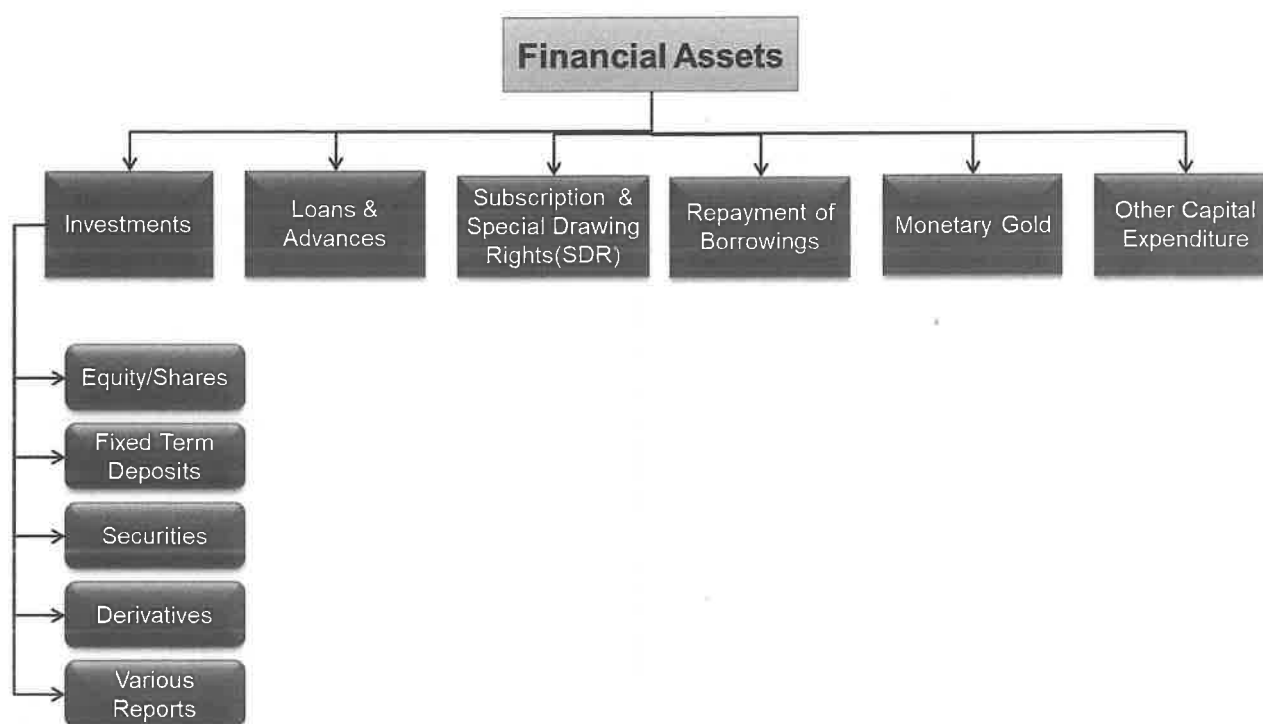 Financial Assets
Investments
Loans &
Advances
Subscription &
Special Drawing
Rights(SDR)
Repayment of
Borrowings
Monetary Gold
Other Capital
Expenditure
Equity/Shares
Fixed Term
Deposits
Securities
Derivatives
Various
Reports